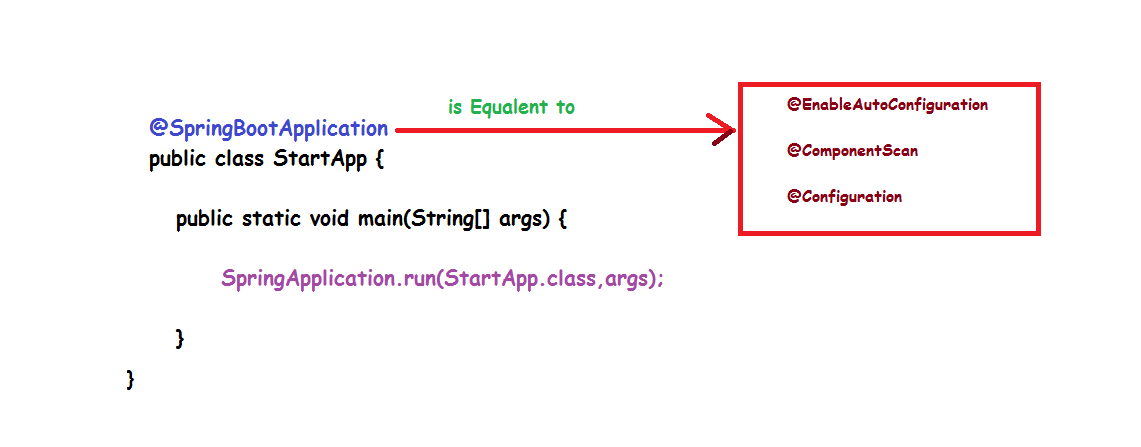 is Equalent to
@SpringBootApplication
public class StartApp {
public static void main(String[] args) {
SpringApplication.run(StartApp.class,args);
}
}
@EnableAutoConfiguration
@ComponentScan
@Configuration